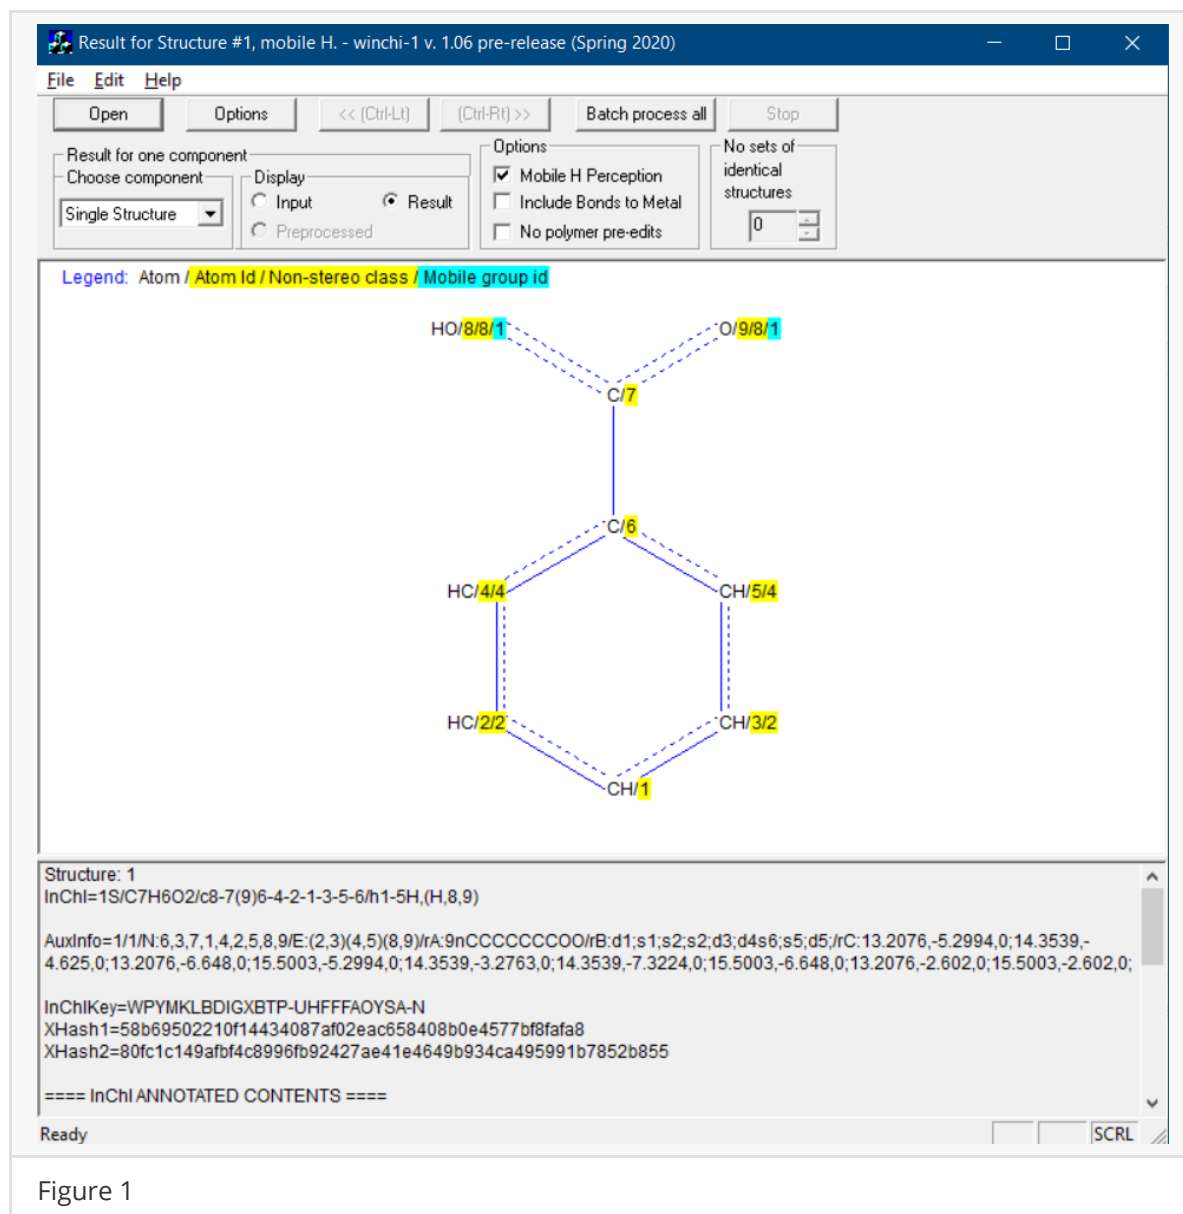 Result for Structure #1, mobile H. - winchi-1 v. 1.06 pre-release (Spring 2020)
File Edit Help
Open Options << (Ctrl-Lt) (Ctrl-Rt) >> Batch process all Stop
Result for one component
Choose component
Single Structure
Display
Input Result
Preprocessed
Options
Mobile H Perception
Include Bonds to Metal
No polymer pre-edits
No sets of
identical
structures
0
Legend: Atom / Atom Id / Non-stereo class / Mobile group id
HO/8/8/1 O/9/8/1
C/7
C/6
HC/4/4 CH/5/4
HC/2/2 CH/3/2
CH/1
Structure: 1
InChI=1S/C7H6O2/c8-7(9)6-4-2-1-3-5-6/h1-5H,(H,8,9)
AuxInfo=1/1/N:6,3,7,1,4,2,5,8,9/E:(2,3)(4,5)(8,9)/rA:9nCCCCCCCOO/rB:d1;s1;s2;s2;d3;d4s6;s5;d5;/rC:13.2076,-5.2994,0;14.3539,-
4.625,0;13.2076,-6.648,0;15.5003,-5.2994,0;14.3539,-3.2763,0;14.3539,-7.3224,0;15.5003,-6.648,0;13.2076,-2.602,0;15.5003,-2.602,0;
InChIKey=WPYMKLBDIGXBTP-UHFFFAOYSA-N
XHash1=58b69502210f14434087af02eac658408b0e4577bf8fafa8
XHash2=80fc1c149afbf4c8996fb92427ae41e4649b934ca495991b7852b855
==== InChI ANNOTATED CONTENTS ====
Ready SCRL
Figure 1